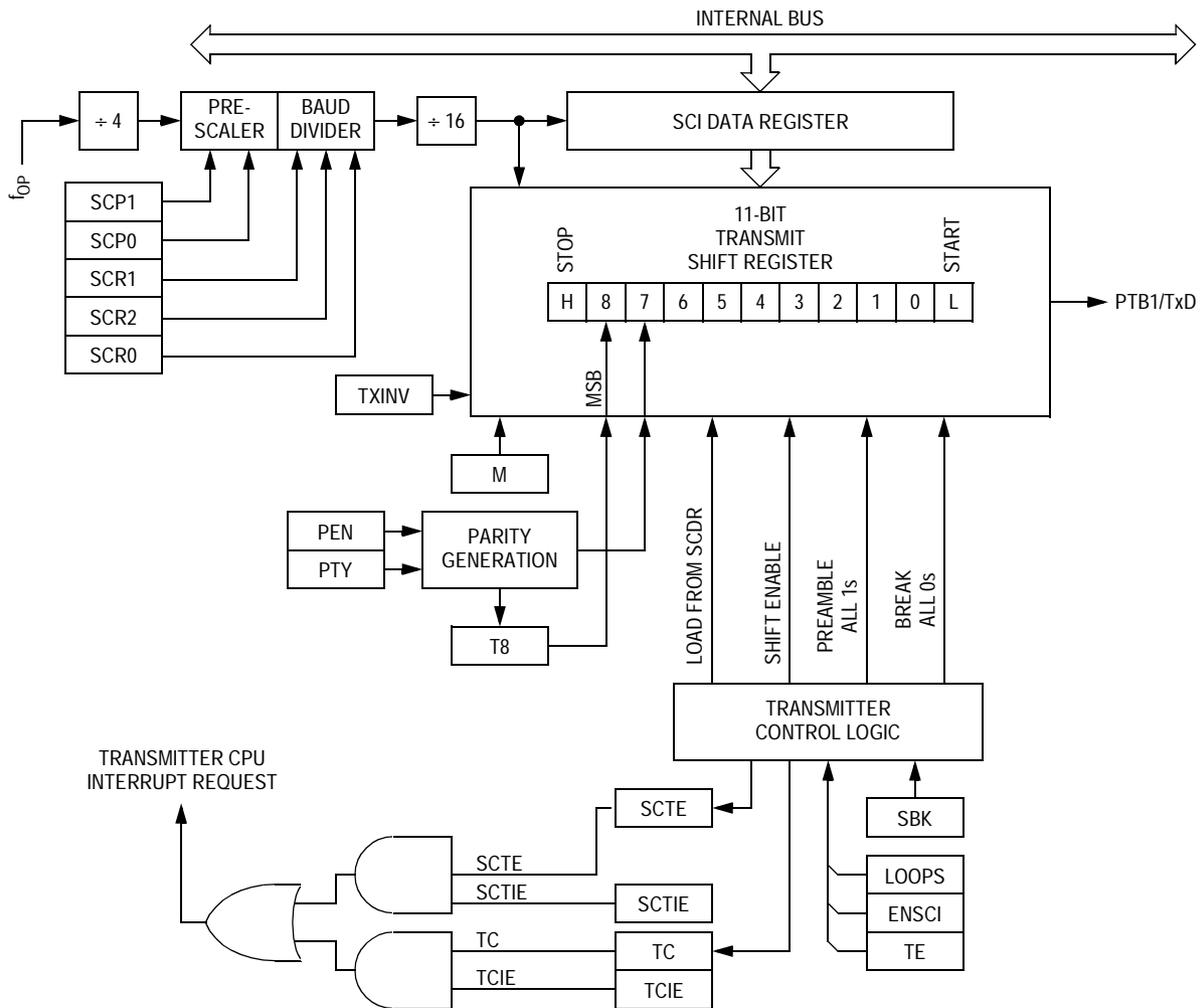 INTERNAL BUS
÷ 4
PRE-
SCALER
BAUD
DIVIDER
÷ 16
SCI DATA REGISTER
fOP
SCP1
SCP0
SCR1
SCR2
SCR0
11-BIT
TRANSMIT
SHIFT REGISTER
STOP
START
H 8 7 6 5 4 3 2 1 0 L
PTB1/TxD
MSB
TXINV
M
PEN
PTY
PARITY
GENERATION
T8
LOAD FROM SCDR
SHIFT ENABLE
PREAMBLE
ALL 1s
BREAK
ALL 0s
TRANSMITTER
CONTROL LOGIC
TRANSMITTER CPU
INTERRUPT REQUEST
SCTE
SBK
SCTE
SCTIE
SCTIE
LOOPS
ENSCI
TE
TC
TC
TCIE
TCIE